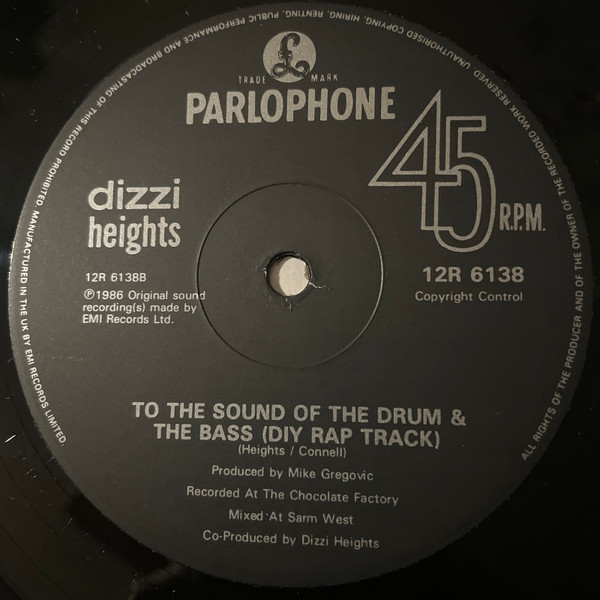 TRADE MARK
PARLOPHONE
45 R.P.M.
dizzi
heights
12R 6138B
℗1986 Original sound
recording(s) made by
EMI Records Ltd.
12R 6138
Copyright Control
TO THE SOUND OF THE DRUM &
THE BASS (DIY RAP TRACK)
(Heights / Connell)
Produced by Mike Gregovic
Recorded At The Chocolate Factory
Mixed At Sarm West
Co-Produced by Dizzi Heights
ALL RIGHTS OF THE PRODUCER AND OF THE OWNER OF THE RECORDED WORK RESERVED. UNAUTHORISED COPYING, HIRING, RENTING, PUBLIC PERFORMANCE AND BROADCASTING OF THIS RECORD PROHIBITED. MANUFACTURED IN THE UK BY EMI RECORDS LIMITED.